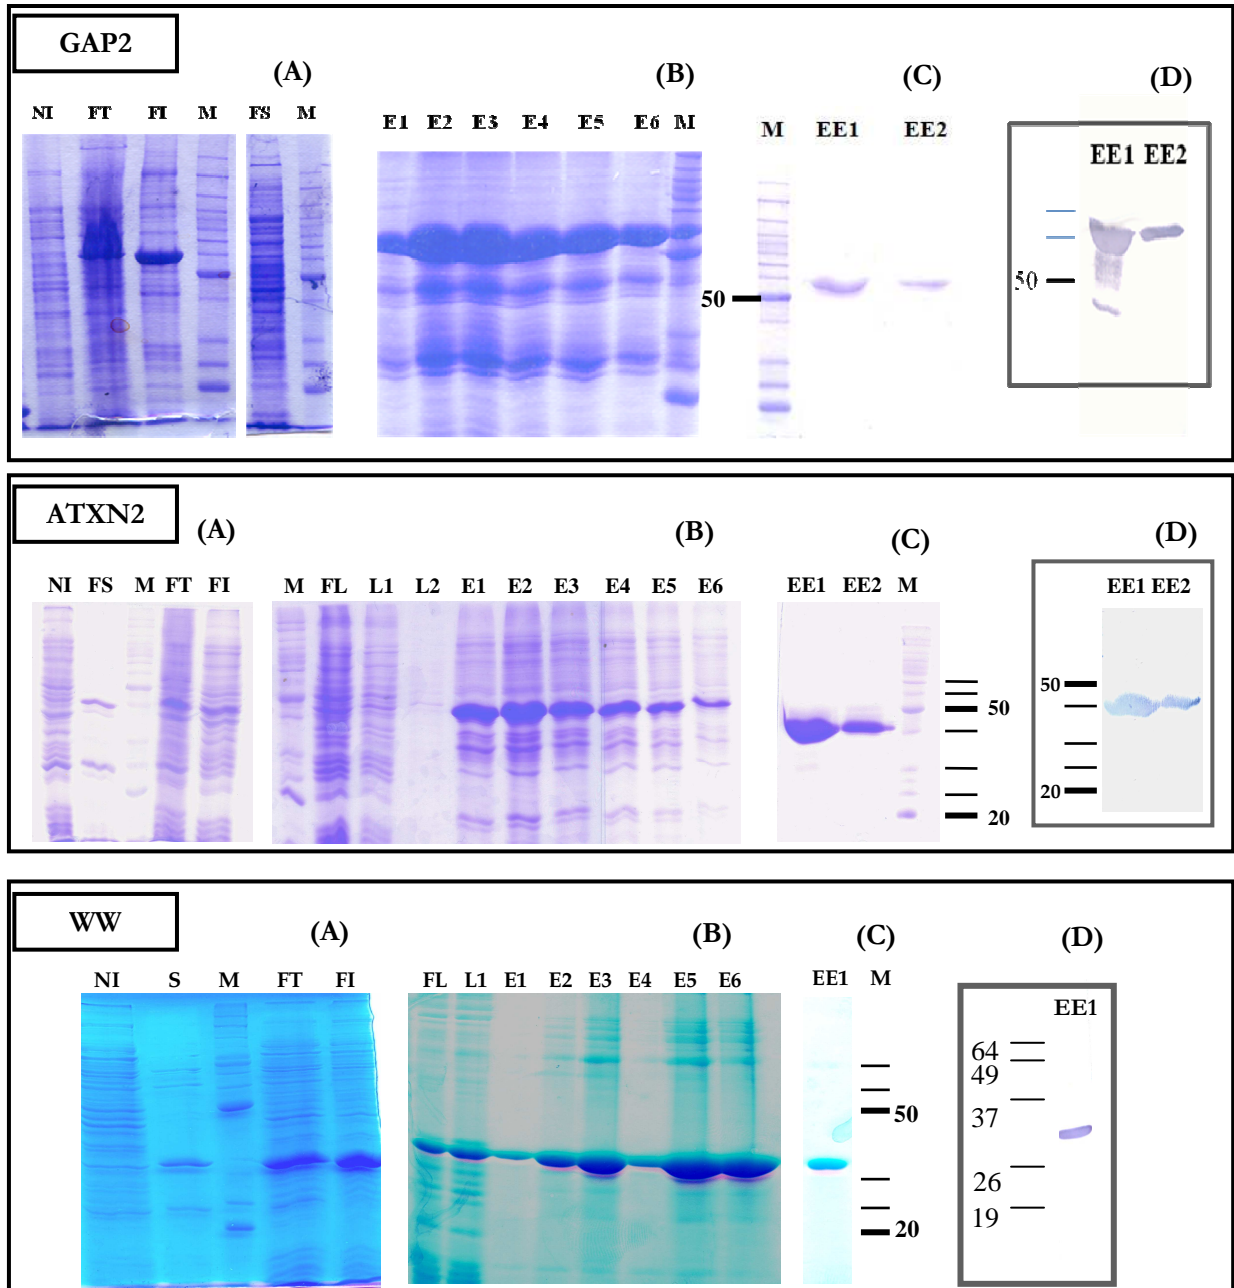 GAP2
(A)
(B)
(C)
(D)
NI FT FI M FS M
E1 E2 E3 E4 E5 E6 M
M EE1 EE2
EE1 EE2
50
50
ATXN2
(A)
(B)
(C)
(D)
NI FS M FT FI
M FL L1 L2 E1 E2 E3 E4 E5 E6
EE1 EE2 M
EE1 EE2
50
20
50
20
WW
(A)
(B)
(C)
(D)
NI S M FT FI
FL L1 E1 E2 E3 E4 E5 E6
EE1 M
EE1
50
20
64
49
37
26
19